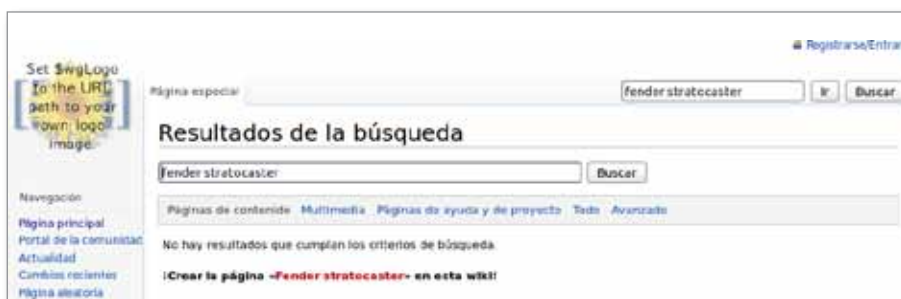 Registrarse/Entrar
Set $wgLogo
to the URL
path to your
own logo
image.
Página especial
fender stratocaster
Ir
Buscar
Resultados de la búsqueda
fender stratocaster
Buscar
Navegación
Página principal
Portal de la comunidad
Actualidad
Cambios recientes
Página aleatoria
Páginas de contenido Multimedia Páginas de ayuda y de proyecto Todo Avanzado
No hay resultados que cumplan los criterios de búsqueda.
¡Crear la página «Fender stratocaster» en esta wiki!